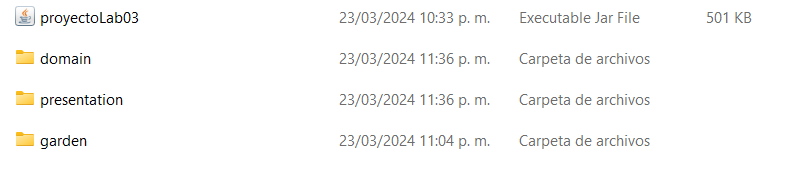 proyectoLab03 23/03/2024 10:33 p. m. Executable Jar File 501 KB
domain 23/03/2024 11:36 p. m. Carpeta de archivos
presentation 23/03/2024 11:36 p. m. Carpeta de archivos
garden 23/03/2024 11:04 p. m. Carpeta de archivos